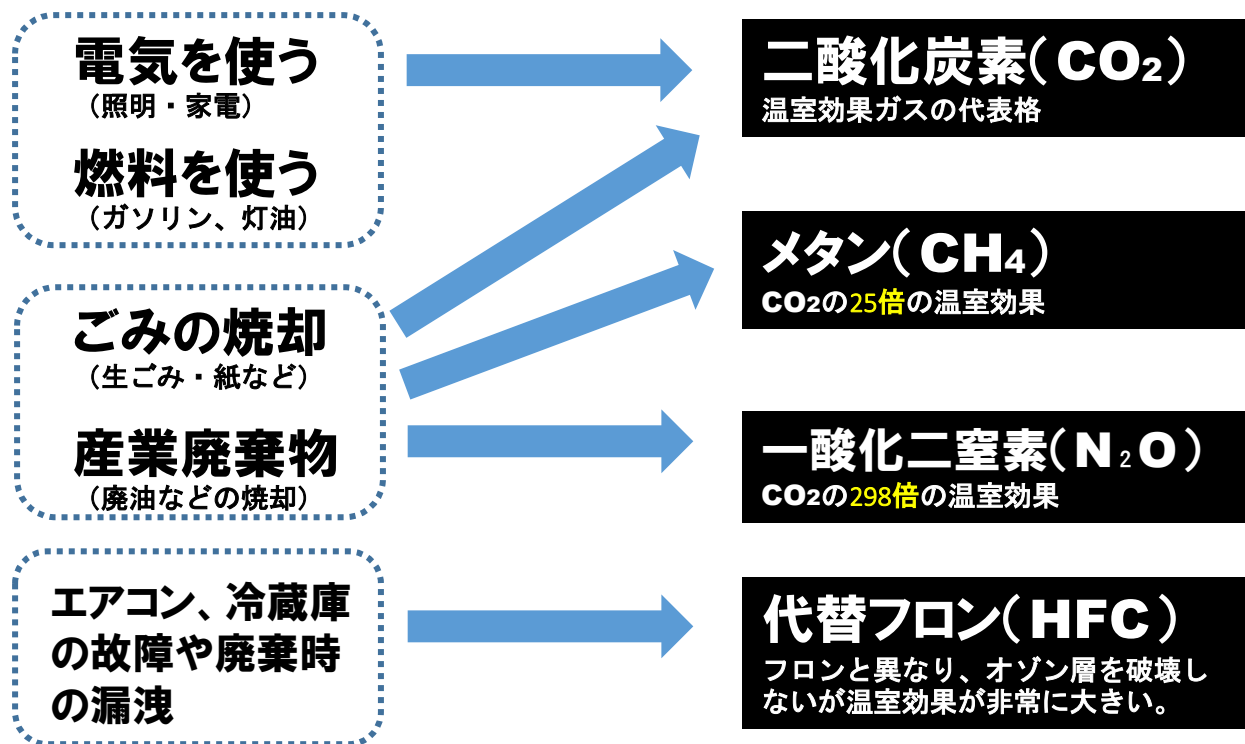 電気を使う
（照明・家電）
燃料を使う
（ガソリン、灯油）
ごみの焼却
（生ごみ・紙など）
産業廃棄物
（廃油などの焼却）
エアコン、冷蔵庫
の故障や廃棄時
の漏洩
二酸化炭素（CO2）
温室効果ガスの代表格
メタン（CH4）
CO2の25倍の温室効果
一酸化二窒素（N2O）
CO2の298倍の温室効果
代替フロン（HFC）
フロンと異なり、オゾン層を破壊し
ないが温室効果が非常に大きい。